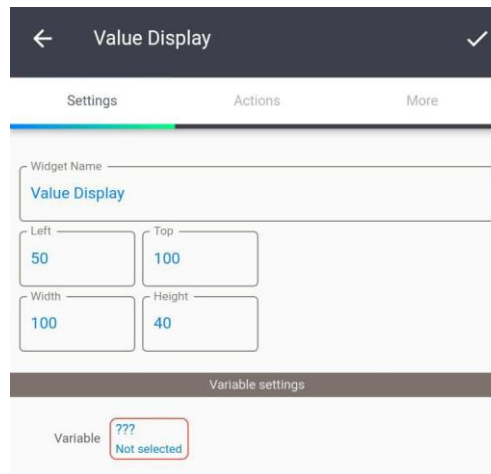 Value Display
Settings Actions More
Widget Name
Value Display
Left Top
50 100
Width Height
100 40
Variable settings
Variable ???
Not selected